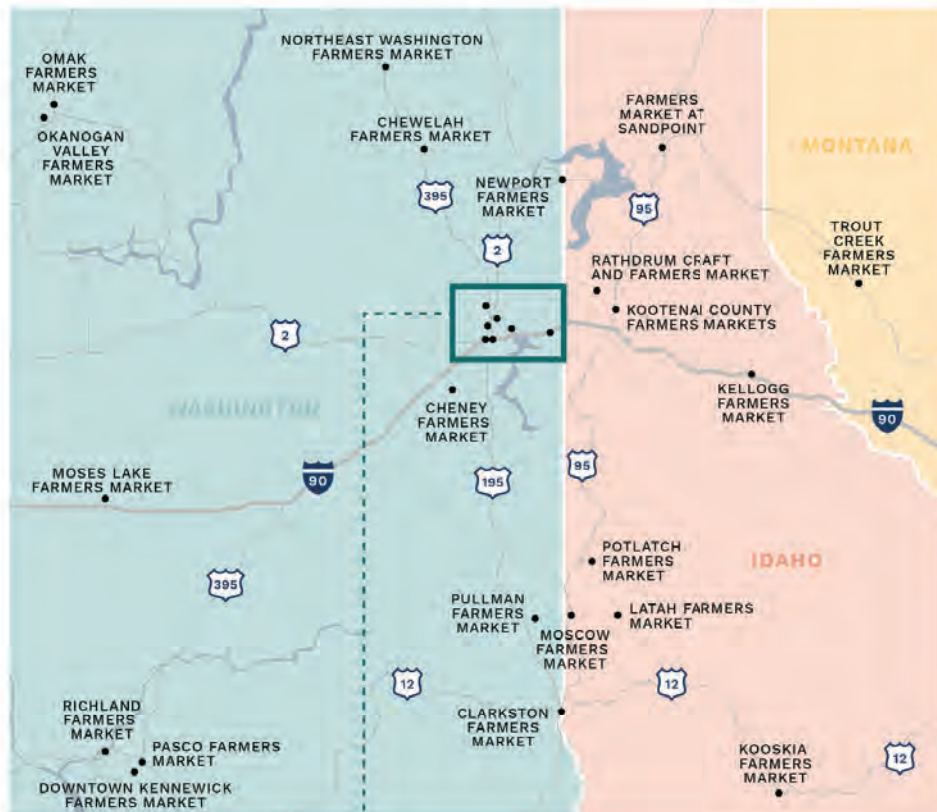 OMAK
FARMERS
MARKET
OKANOGAN
VALLEY
FARMERS
MARKET
NORTHEAST WASHINGTON
FARMERS MARKET
CHEWELAH
FARMERS MARKET
395
NEWPORT
FARMERS
MARKET
2
FARMERS
MARKET AT
SANDPOINT
95
MONTANA
TROUT
CREEK
FARMERS
MARKET
RATHDRUM CRAFT
AND FARMERS MARKET
KOOTENAI COUNTY
FARMERS MARKETS
2
WASHINGTON
CHENEY
FARMERS
MARKET
KELLOGG
FARMERS
MARKET
90
MOSES LAKE
FARMERS MARKET
90
195
95
395
POTLATCH
FARMERS
MARKET
IDAHO
PULLMAN
FARMERS
MARKET
MOSCOW
FARMERS
MARKET
LATAH FARMERS
MARKET
12
12
CLARKSTON
FARMERS
MARKET
RICHLAND
FARMERS
MARKET
PASCO FARMERS
MARKET
DOWNTOWN KENNEWICK
FARMERS MARKET
KOOSKIA
FARMERS
MARKET
12